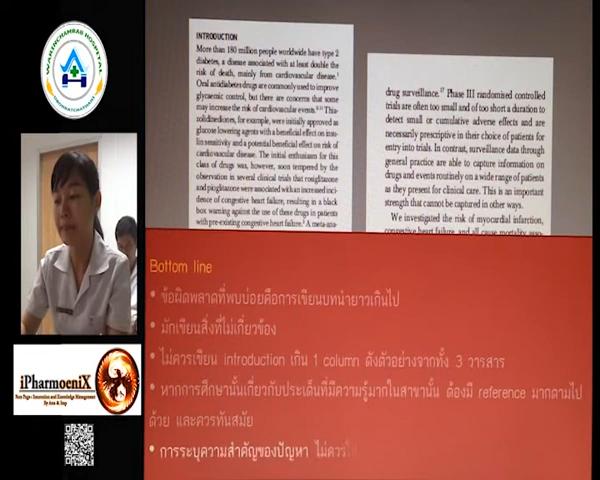 WARINCHAMRAB HOSPITAL
INTRODUCTION
More than 180 million people worldwide have type 2
diabetes, a disease associated with at least double the
risk of death, mainly from cardiovascular disease.
Oral antidiabetes drugs are commonly used to improve
glycaemic control, but there are concerns that some
may increase the risk of cardiovascular events. Thia-
zolidinediones, for example, were initially approved as
glucose lowering agents with a beneficial effect on insu-
lin sensitivity and a potential beneficial effect on risk of
cardiovascular disease. The initial enthusiasm for this
class of drugs was, however, soon tempered by the
observation in several clinical trials that rosiglitazone
and pioglitazone were associated with an increased inci-
dence of congestive heart failure, resulting in a black
box warning against the use of these drugs in patients
with pre-existing congestive heart failure. A meta-ana-
drug surveillance. Phase III randomised controlled
trials are often too small and of too short a duration to
detect small or cumulative adverse effects and are
necessarily prescriptive in their choice of patients for
entry into trials. In contrast, surveillance data through
general practice are able to capture information on
drugs and events routinely on a wide range of patients
as they present for clinical care. This is an important
strength that cannot be captured in other ways.
We investigated the risk of myocardial infarction,
congestive heart failure, and all cause mortality asso-
Bottom line
• ข้อผิดพลาดที่พบบ่อยคือการเขียนบทนำยาวเกินไป
• มักเขียนสิ่งที่ไม่เกี่ยวข้อง
• ไม่ควรเขียน introduction เกิน 1 column ดังตัวอย่างจากทั้ง 3 วารสาร
• หากการศึกษานั้นเกี่ยวกับประเด็นที่มีความรู้มากในสาขานั้น ต้องมี reference มากตามไป
ด้วย และควรทันสมัย
• การระบุความสำคัญของปัญหา ไม่ควร
iPharmoeniX